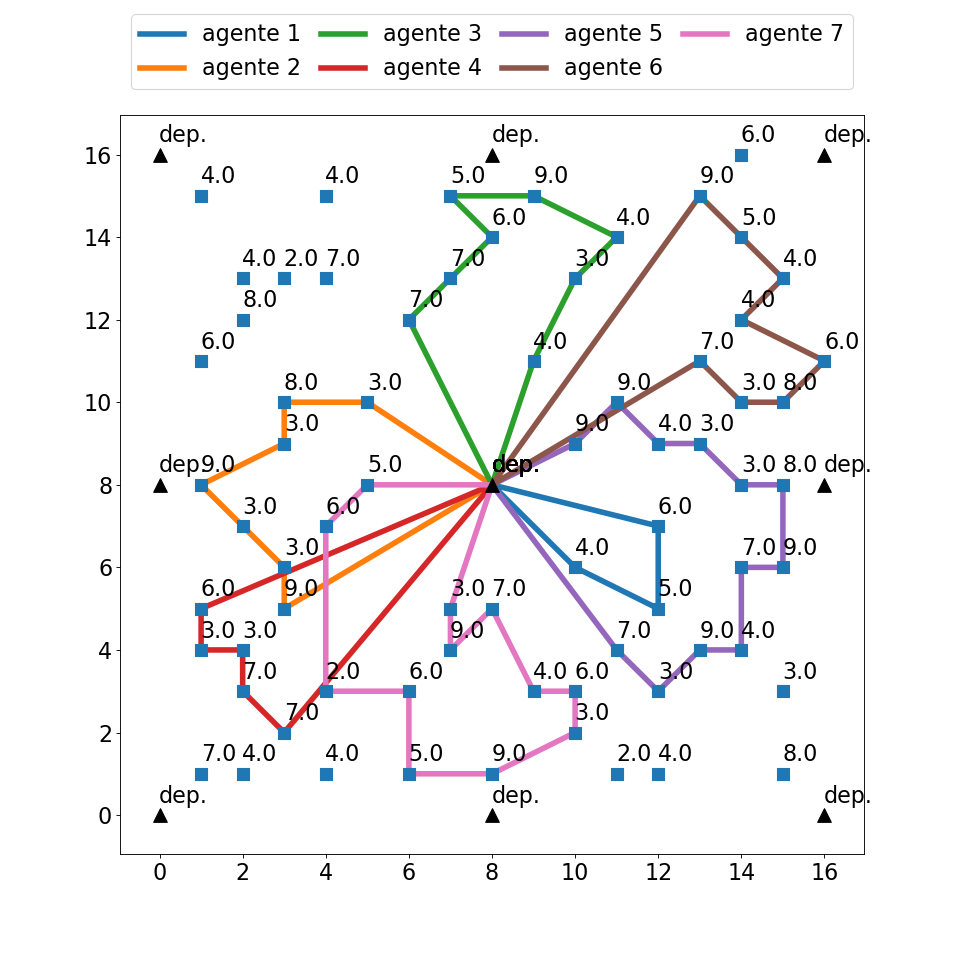 agente 1 agente 3 agente 5 agente 7
agente 2 agente 4 agente 6
dep. dep. 6.0 dep.
16
4.0 4.0 5.0 9.0 9.0
6.0 4.0 5.0
14
4.0 2.0 7.0 7.0 3.0 4.0
8.0 7.0 4.0
12
6.0 4.0 7.0 6.0
8.0 3.0 9.0 3.0 8.0
10
3.0 9.0 4.0 3.0
dep. 9.0 5.0 dep. 3.0 8.0 dep.
8
3.0 6.0 6.0
3.0 4.0 7.0 9.0
6
6.0 9.0 3.0 7.0 5.0
3.0 3.0 9.0 7.0 9.0 4.0
4
7.0 2.0 6.0 4.0 6.0 3.0 3.0
7.0 3.0
2
7.0 4.0 4.0 5.0 9.0 2.0 4.0 8.0
dep. dep. dep.
0
0 2 4 6 8 10 12 14 16